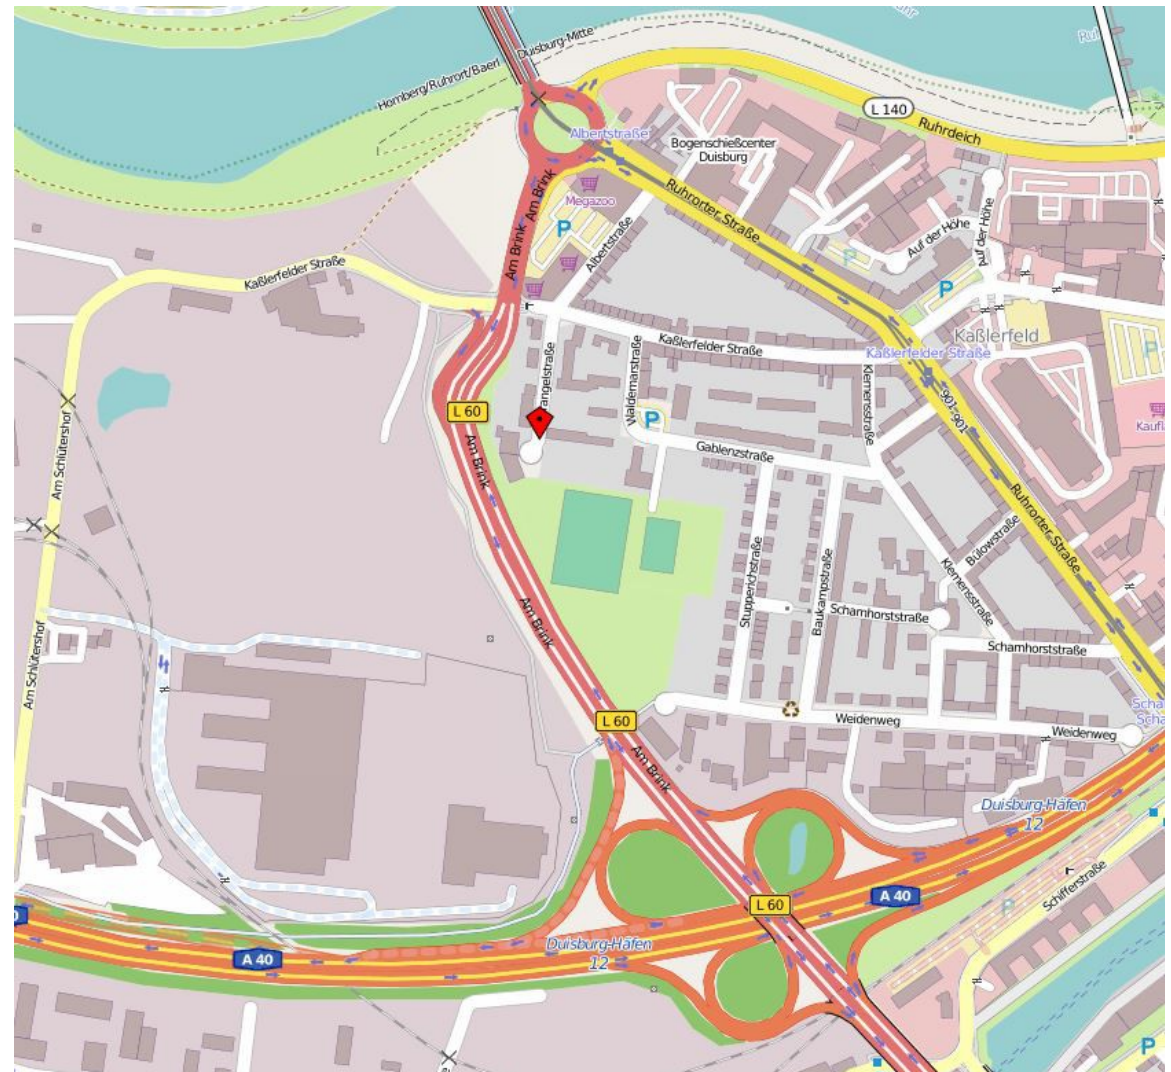 Duisburg-Mitte
Homberg/Ruhrort/Baerl
L 140
Ruhrdeich
Albertstraße
Bogenschießcenter
Duisburg
Am Brink
Megazoo
Ruhrorter Straße
P
Am Brink
Albertstraße
Auf der Höhe
Auf der Höhe
P
P
Kaßlerfelder Straße
Kaßlerfeld
Kaßlerfelder Straße
Kaßlerfelder Straße
P
Waldemarstraße
Klemensstraße
901-901
L 60
P
Am Brink
Am Schlütershof
Gablenzstraße
Ruhrorter Straße
Bülowstraße
Stupperichstraße
Baukampstraße
Klemensstraße
Am Brink
Scharnhorststraße
Scharnhorststraße
Am Schlütershof
L 60
Weidenweg
Weidenweg
Am Brink
Duisburg-Häfen
12
A 40
L 60
Schifferstraße
P
Duisburg-Häfen
12
A 40
P